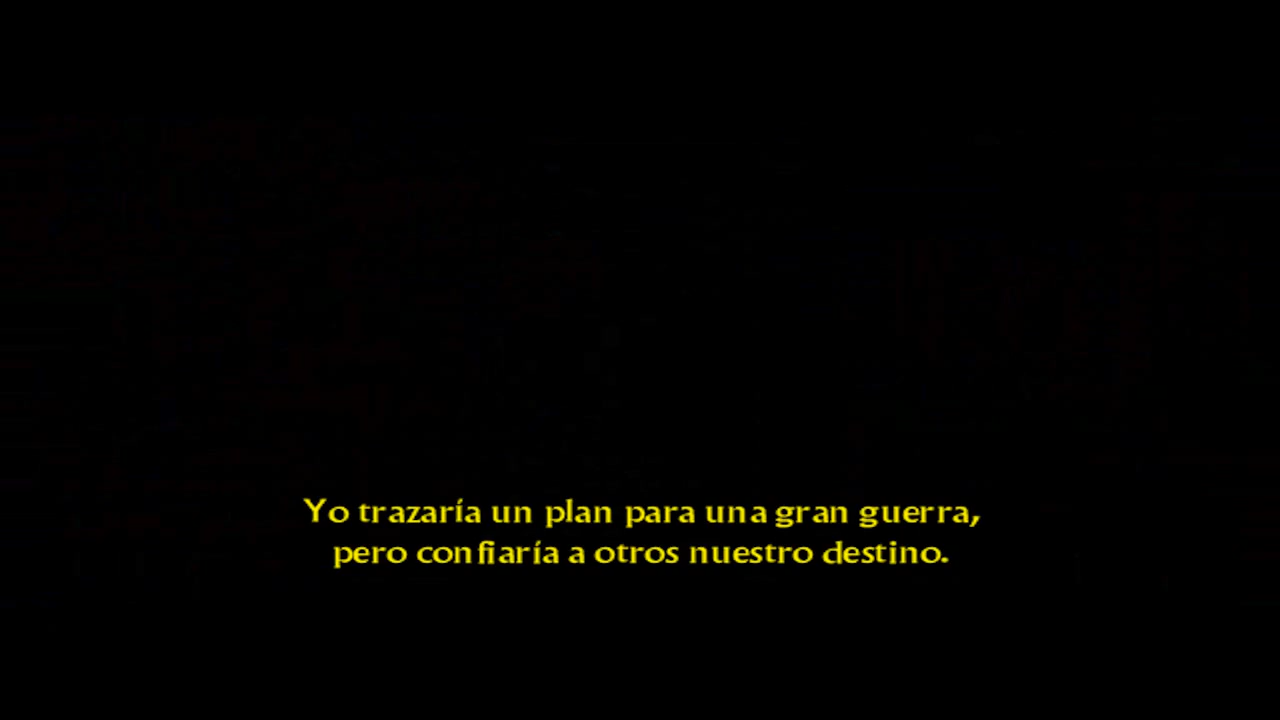 Yo trazaría un plan para una gran guerra,
pero confiaría a otros nuestro destino.